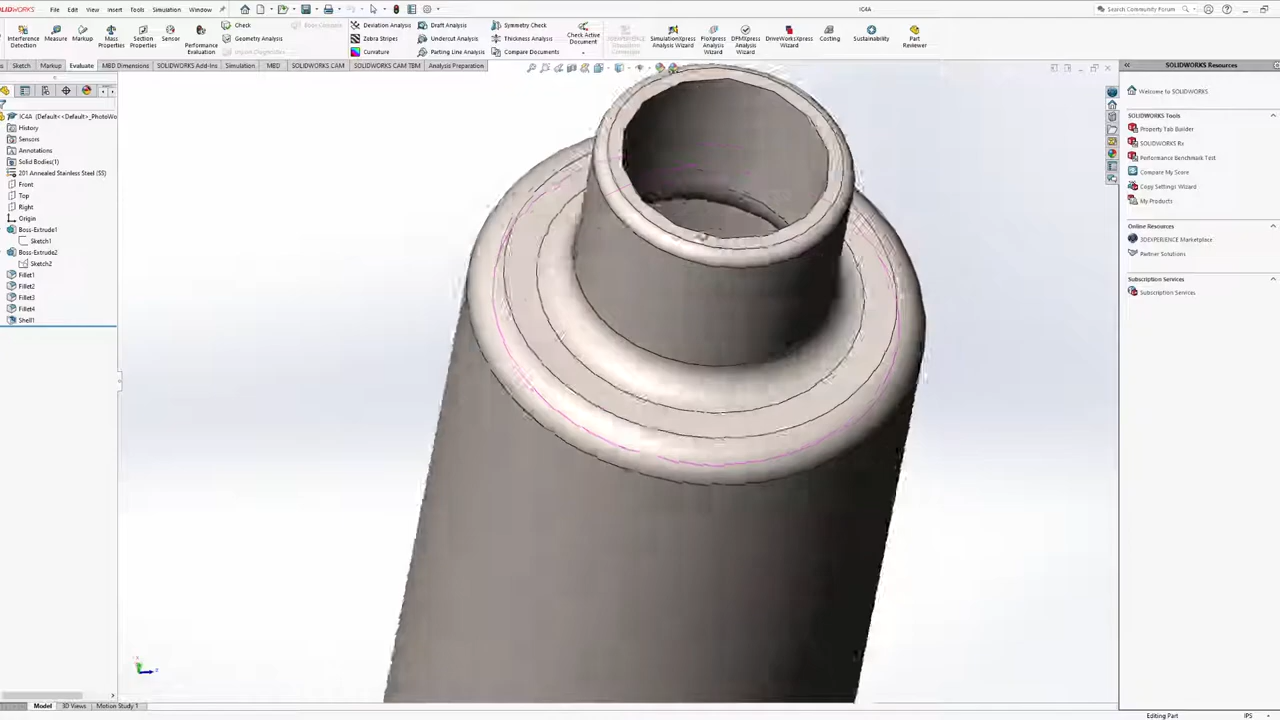 SOLIDWORKS File Edit View Insert Tools Simulation Window IC4A Search Community Forum
Interference Detection Measure Markup Mass Properties Section Properties Sensor Performance Evaluation
Check
Geometry Analysis
Import Diagnostics
Deviation Analysis
Zebra Stripes
Curvature
Draft Analysis
Undercut Analysis
Parting Line Analysis
Symmetry Check
Thickness Analysis
Compare Documents
Check Active Document
SimulationXpress Analysis Wizard FloXpress Analysis Wizard DFMXpress Analysis Wizard DriveWorksXpress Wizard Costing Sustainability Part Reviewer
Sketch Markup Evaluate MBD Dimensions SOLIDWORKS Add-Ins Simulation MBD SOLIDWORKS CAM SOLIDWORKS CAM TBM Analysis Preparation
IC4A (Default<<Default>_PhotoWo
History
Sensors
Annotations
Solid Bodies(1)
201 Annealed Stainless Steel (SS)
Front
Top
Right
Origin
Boss-Extrude1
Sketch1
Boss-Extrude2
Sketch2
Fillet1
Fillet2
Fillet3
Fillet4
Shell1
SOLIDWORKS Resources
Welcome to SOLIDWORKS
SOLIDWORKS Tools
Property Tab Builder
SOLIDWORKS Rx
Performance Benchmark Test
Compare My Score
Copy Settings Wizard
My Products
Online Resources
3DEXPERIENCE Marketplace
Partner Solutions
Subscription Services
Subscription Services
Model 3D Views Motion Study 1
Editing Part IPS